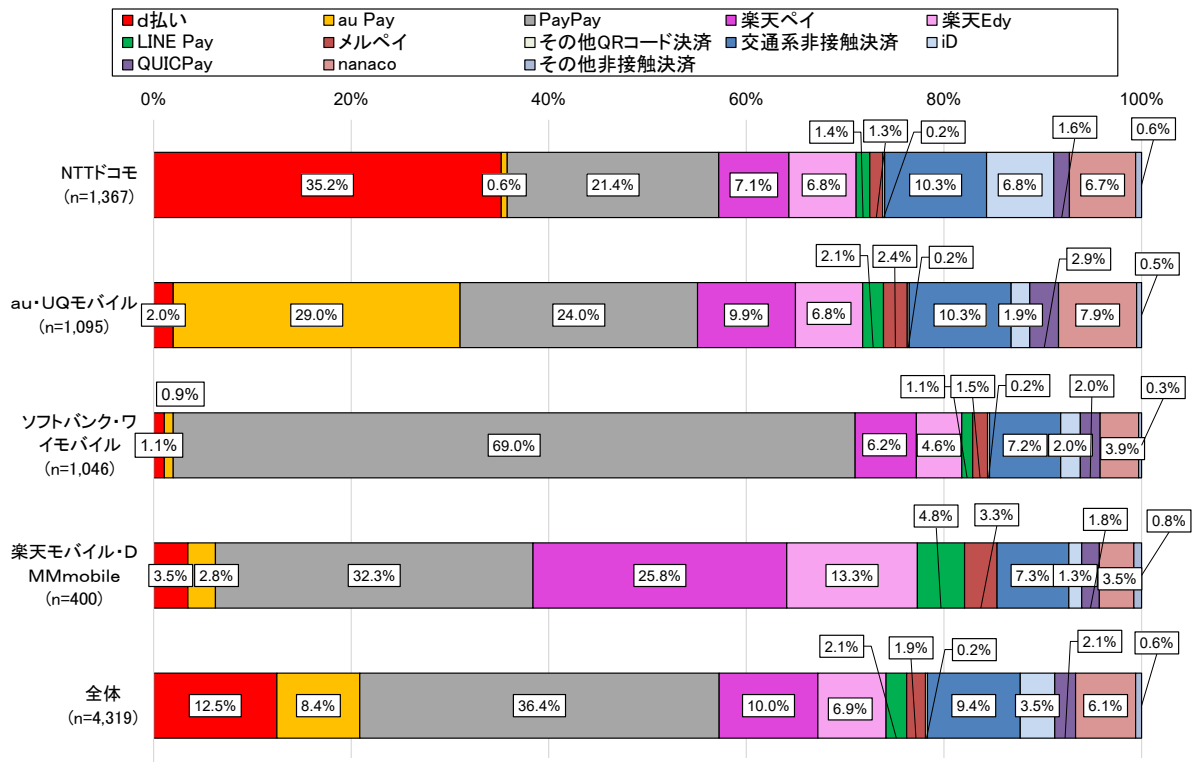 d払い au Pay PayPay 楽天ペイ 楽天Edy
LINE Pay メルペイ その他QRコード決済 交通系非接触決済 iD
QUICPay nanaco その他非接触決済
0% 20% 40% 60% 80% 100%
1.4% 1.3% 0.2% 1.6% 0.6%
NTTドコモ
(n=1,367)
35.2% 0.6% 21.4% 7.1% 6.8% 10.3% 6.8% 6.7%
2.1% 2.4% 0.2% 2.9% 0.5%
au・UQモバイル
(n=1,095)
2.0% 29.0% 24.0% 9.9% 6.8% 10.3% 1.9% 7.9%
0.9% 1.1% 1.5% 0.2% 2.0% 0.3%
ソフトバンク・ワ
イモバイル
(n=1,046)
1.1% 69.0% 6.2% 4.6% 7.2% 2.0% 3.9%
4.8% 3.3% 1.8% 0.8%
楽天モバイル・D
MMmobile
(n=400)
3.5% 2.8% 32.3% 25.8% 13.3% 7.3% 1.3% 3.5%
2.1% 1.9% 0.2% 2.1% 0.6%
全体
(n=4,319)
12.5% 8.4% 36.4% 10.0% 6.9% 9.4% 3.5% 6.1%